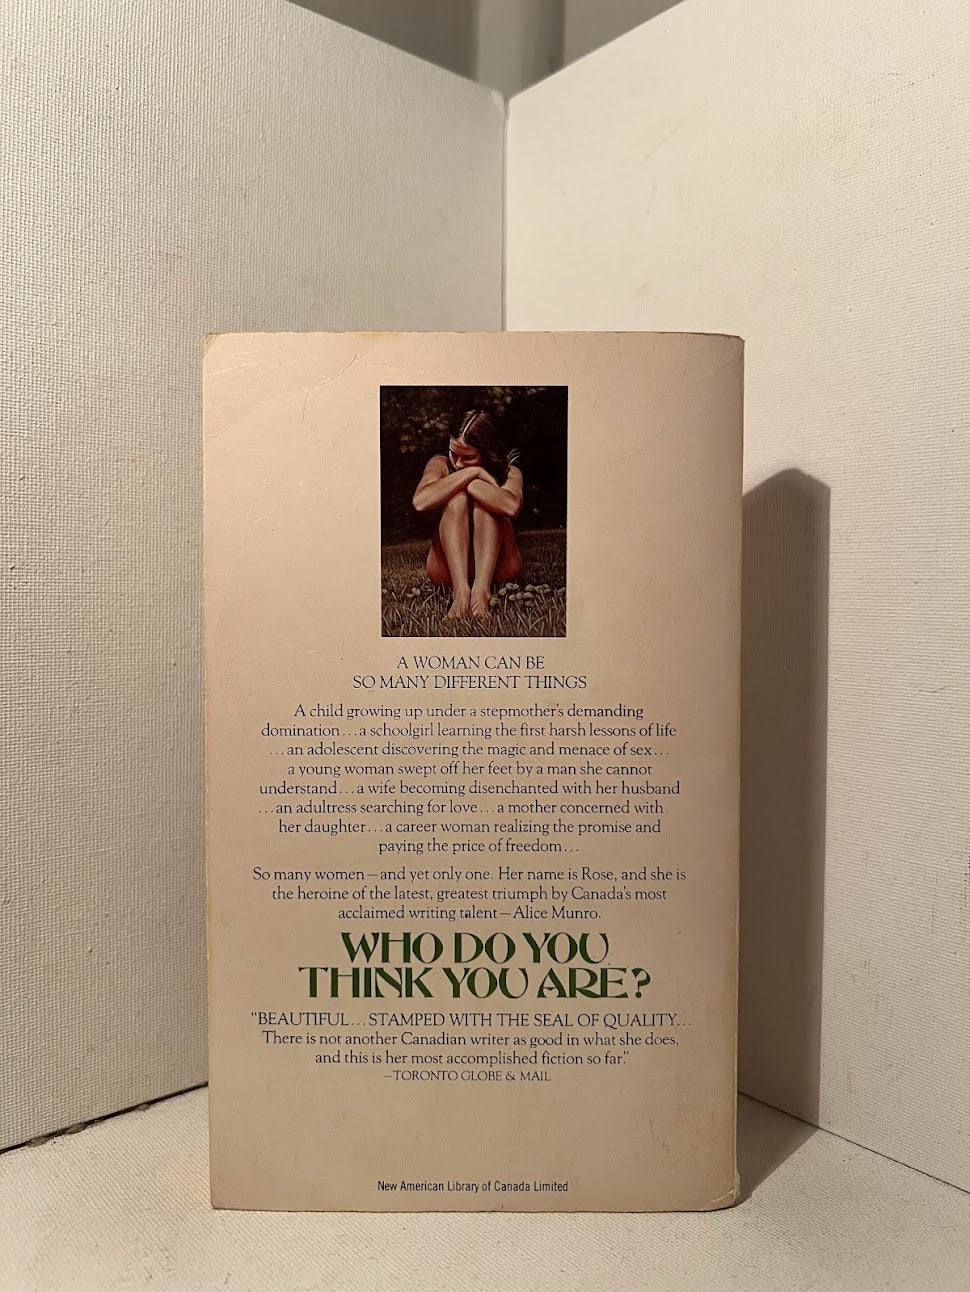 A WOMAN CAN BE
SO MANY DIFFERENT THINGS
A child growing up under a stepmother's demanding
domination...a schoolgirl learning the first harsh lessons of life
...an adolescent discovering the magic and menace of sex...
a young woman swept off her feet by a man she cannot
understand...a wife becoming disenchanted with her husband
...an adultress searching for love...a mother concerned with
her daughter...a career woman realizing the promise and
paying the price of freedom...
So many women—and yet only one. Her name is Rose, and she is
the heroine of the latest, greatest triumph by Canada's most
acclaimed writing talent—Alice Munro.
WHO DO YOU
THINK YOU ARE?
"BEAUTIFUL...STAMPED WITH THE SEAL OF QUALITY...
There is not another Canadian writer as good in what she does,
and this is her most accomplished fiction so far."
—TORONTO GLOBE & MAIL
New American Library of Canada Limited